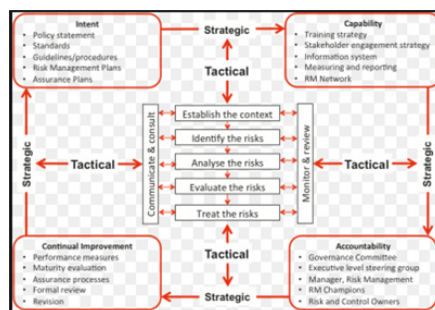 Intent
• Policy statement
• Standards
• Guidelines/procedures
• Risk Management Plans
• Assurance Plans
Strategic
Capability
• Training strategy
• Stakeholder engagement strategy
• Information system
• Measuring and reporting
• RM Network
Tactical
Establish the context
Identify the risks
Analyse the risks
Evaluate the risks
Treat the risks
Communicate & consult
Monitor & review
Strategic
Tactical
Tactical
Strategic
Tactical
Continual Improvement
• Performance measures
• Maturity evaluation
• Assurance processes
• Formal review
• Revision
Strategic
Accountability
• Governance Committee
• Executive level steering group
• Manager, Risk Management
• RM Champions
• Risk and Control Owners